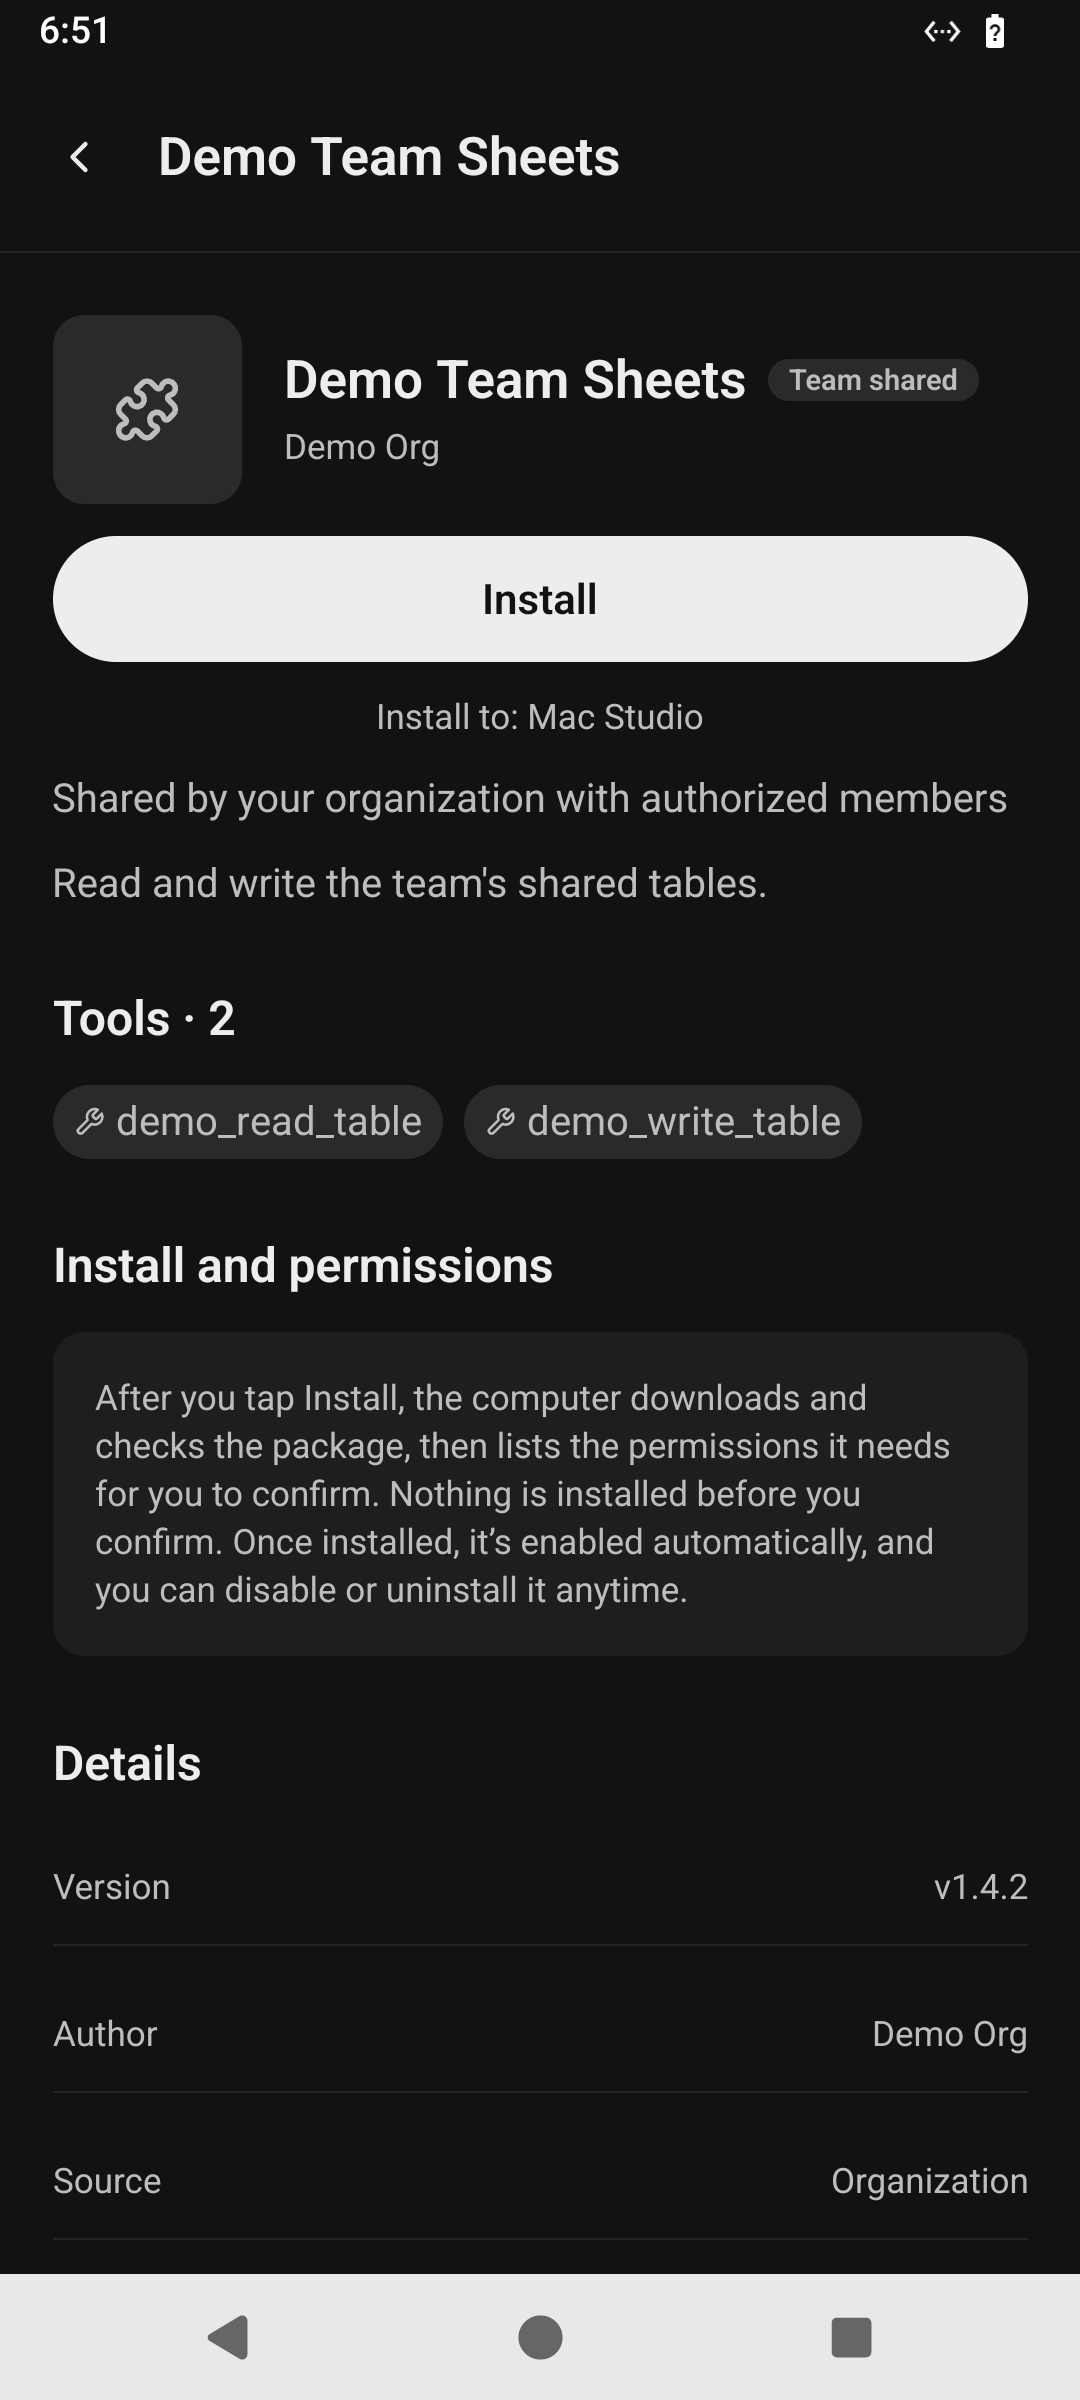 6:51
Demo Team Sheets
Demo Team Sheets
Team shared
Demo Org
Install
Install to: Mac Studio
Shared by your organization with authorized members
Read and write the team's shared tables.
Tools · 2
demo_read_table
demo_write_table
Install and permissions
After you tap Install, the computer downloads and
checks the package, then lists the permissions it needs
for you to confirm. Nothing is installed before you
confirm. Once installed, it’s enabled automatically, and
you can disable or uninstall it anytime.
Details
Version
v1.4.2
Author
Demo Org
Source
Organization